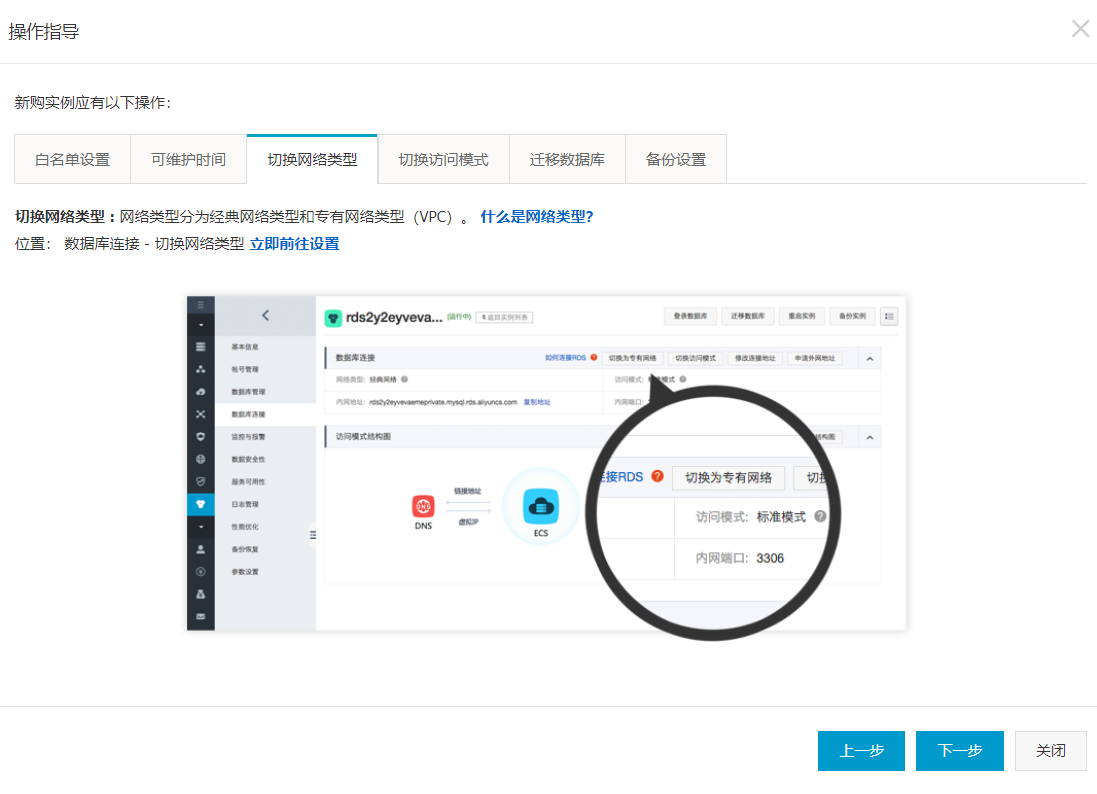 操作指导
新购实例应有以下操作：
白名单设置 可维护时间 切换网络类型 切换访问模式 迁移数据库 备份设置
切换网络类型：网络类型分为经典网络类型和专有网络类型（VPC）。 什么是网络类型?
位置： 数据库连接 - 切换网络类型 立即前往设置
rds2y2eyveva... (运行中) 返回实例列表 登录数据库 迁移数据库 重启实例 备份实例
基本信息
帐号管理
数据库管理
数据库连接
监控与报警
数据安全性
服务可用性
日志管理
性能优化
备份恢复
参数设置
数据库连接 如何连接RDS 切换为专有网络 切换访问模式 修改连接地址 申请外网地址
网络类型: 经典网络 访问模式: 标准模式
内网地址: rds2y2eyvevaemeprivate.mysql.rds.aliyuncs.com 复制地址 内网端口:
访问模式结构图 结构图
链接地址
虚拟IP
DNS
ECS
连接RDS 切换为专有网络 切换
访问模式: 标准模式
内网端口: 3306
上一步 下一步 关闭